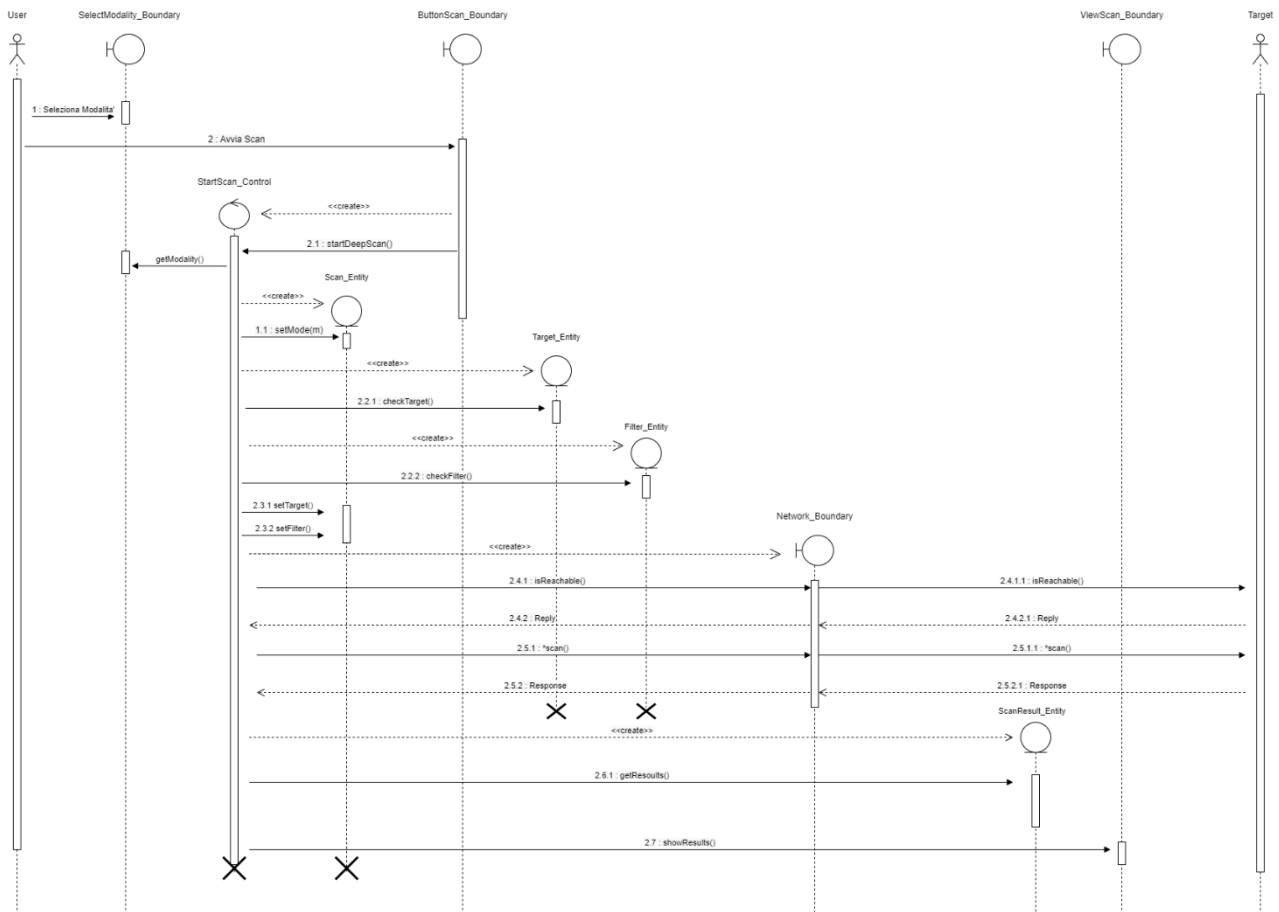 User
SelectModality_Boundary
ButtonScan_Boundary
ViewScan_Boundary
Target
1 : Seleziona Modalita'
2 : Avvia Scan
StartScan_Control
<<create>>
2.1 : startDeepScan()
getModality()
Scan_Entity
<<create>>
1.1 : setMode(m)
Target_Entity
<<create>>
2.2.1 : checkTarget()
Filter_Entity
<<create>>
2.2.2 : checkFilter()
2.3.1 setTarget()
Network_Boundary
2.3.2 setFilter()
<<create>>
2.4.1 : isReachable()
2.4.1.1 : isReachable()
2.4.2 : Reply
2.4.2.1 : Reply
2.5.1 : *scan()
2.5.1.1 : *scan()
2.5.2 : Response
2.5.2.1 : Response
ScanResult_Entity
<<create>>
2.6.1 : getResoults()
2.7 : showResults()